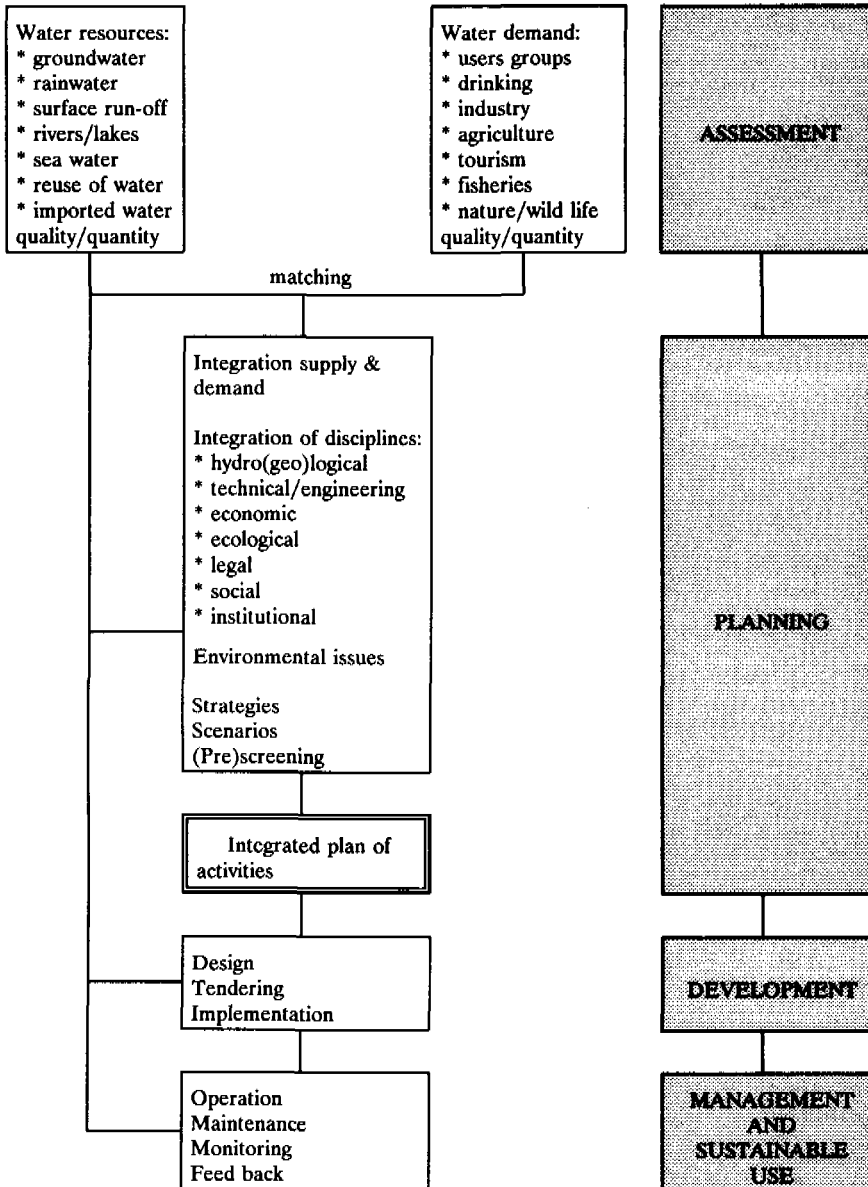 Water resources:
* groundwater
* rainwater
* surface run-off
* rivers/lakes
* sea water
* reuse of water
* imported water
quality/quantity
Water demand:
* users groups
* drinking
* industry
* agriculture
* tourism
* fisheries
* nature/wild life
quality/quantity
ASSESSMENT
matching
Integration supply &
demand
Integration of disciplines:
* hydro(geo)logical
* technical/engineering
* economic
* ecological
* legal
* social
* institutional
Environmental issues
Strategies
Scenarios
(Pre)screening
PLANNING
Integrated plan of
activities
Design
Tendering
Implementation
DEVELOPMENT
Operation
Maintenance
Monitoring
Feed back
MANAGEMENT
AND
SUSTAINABLE
USE